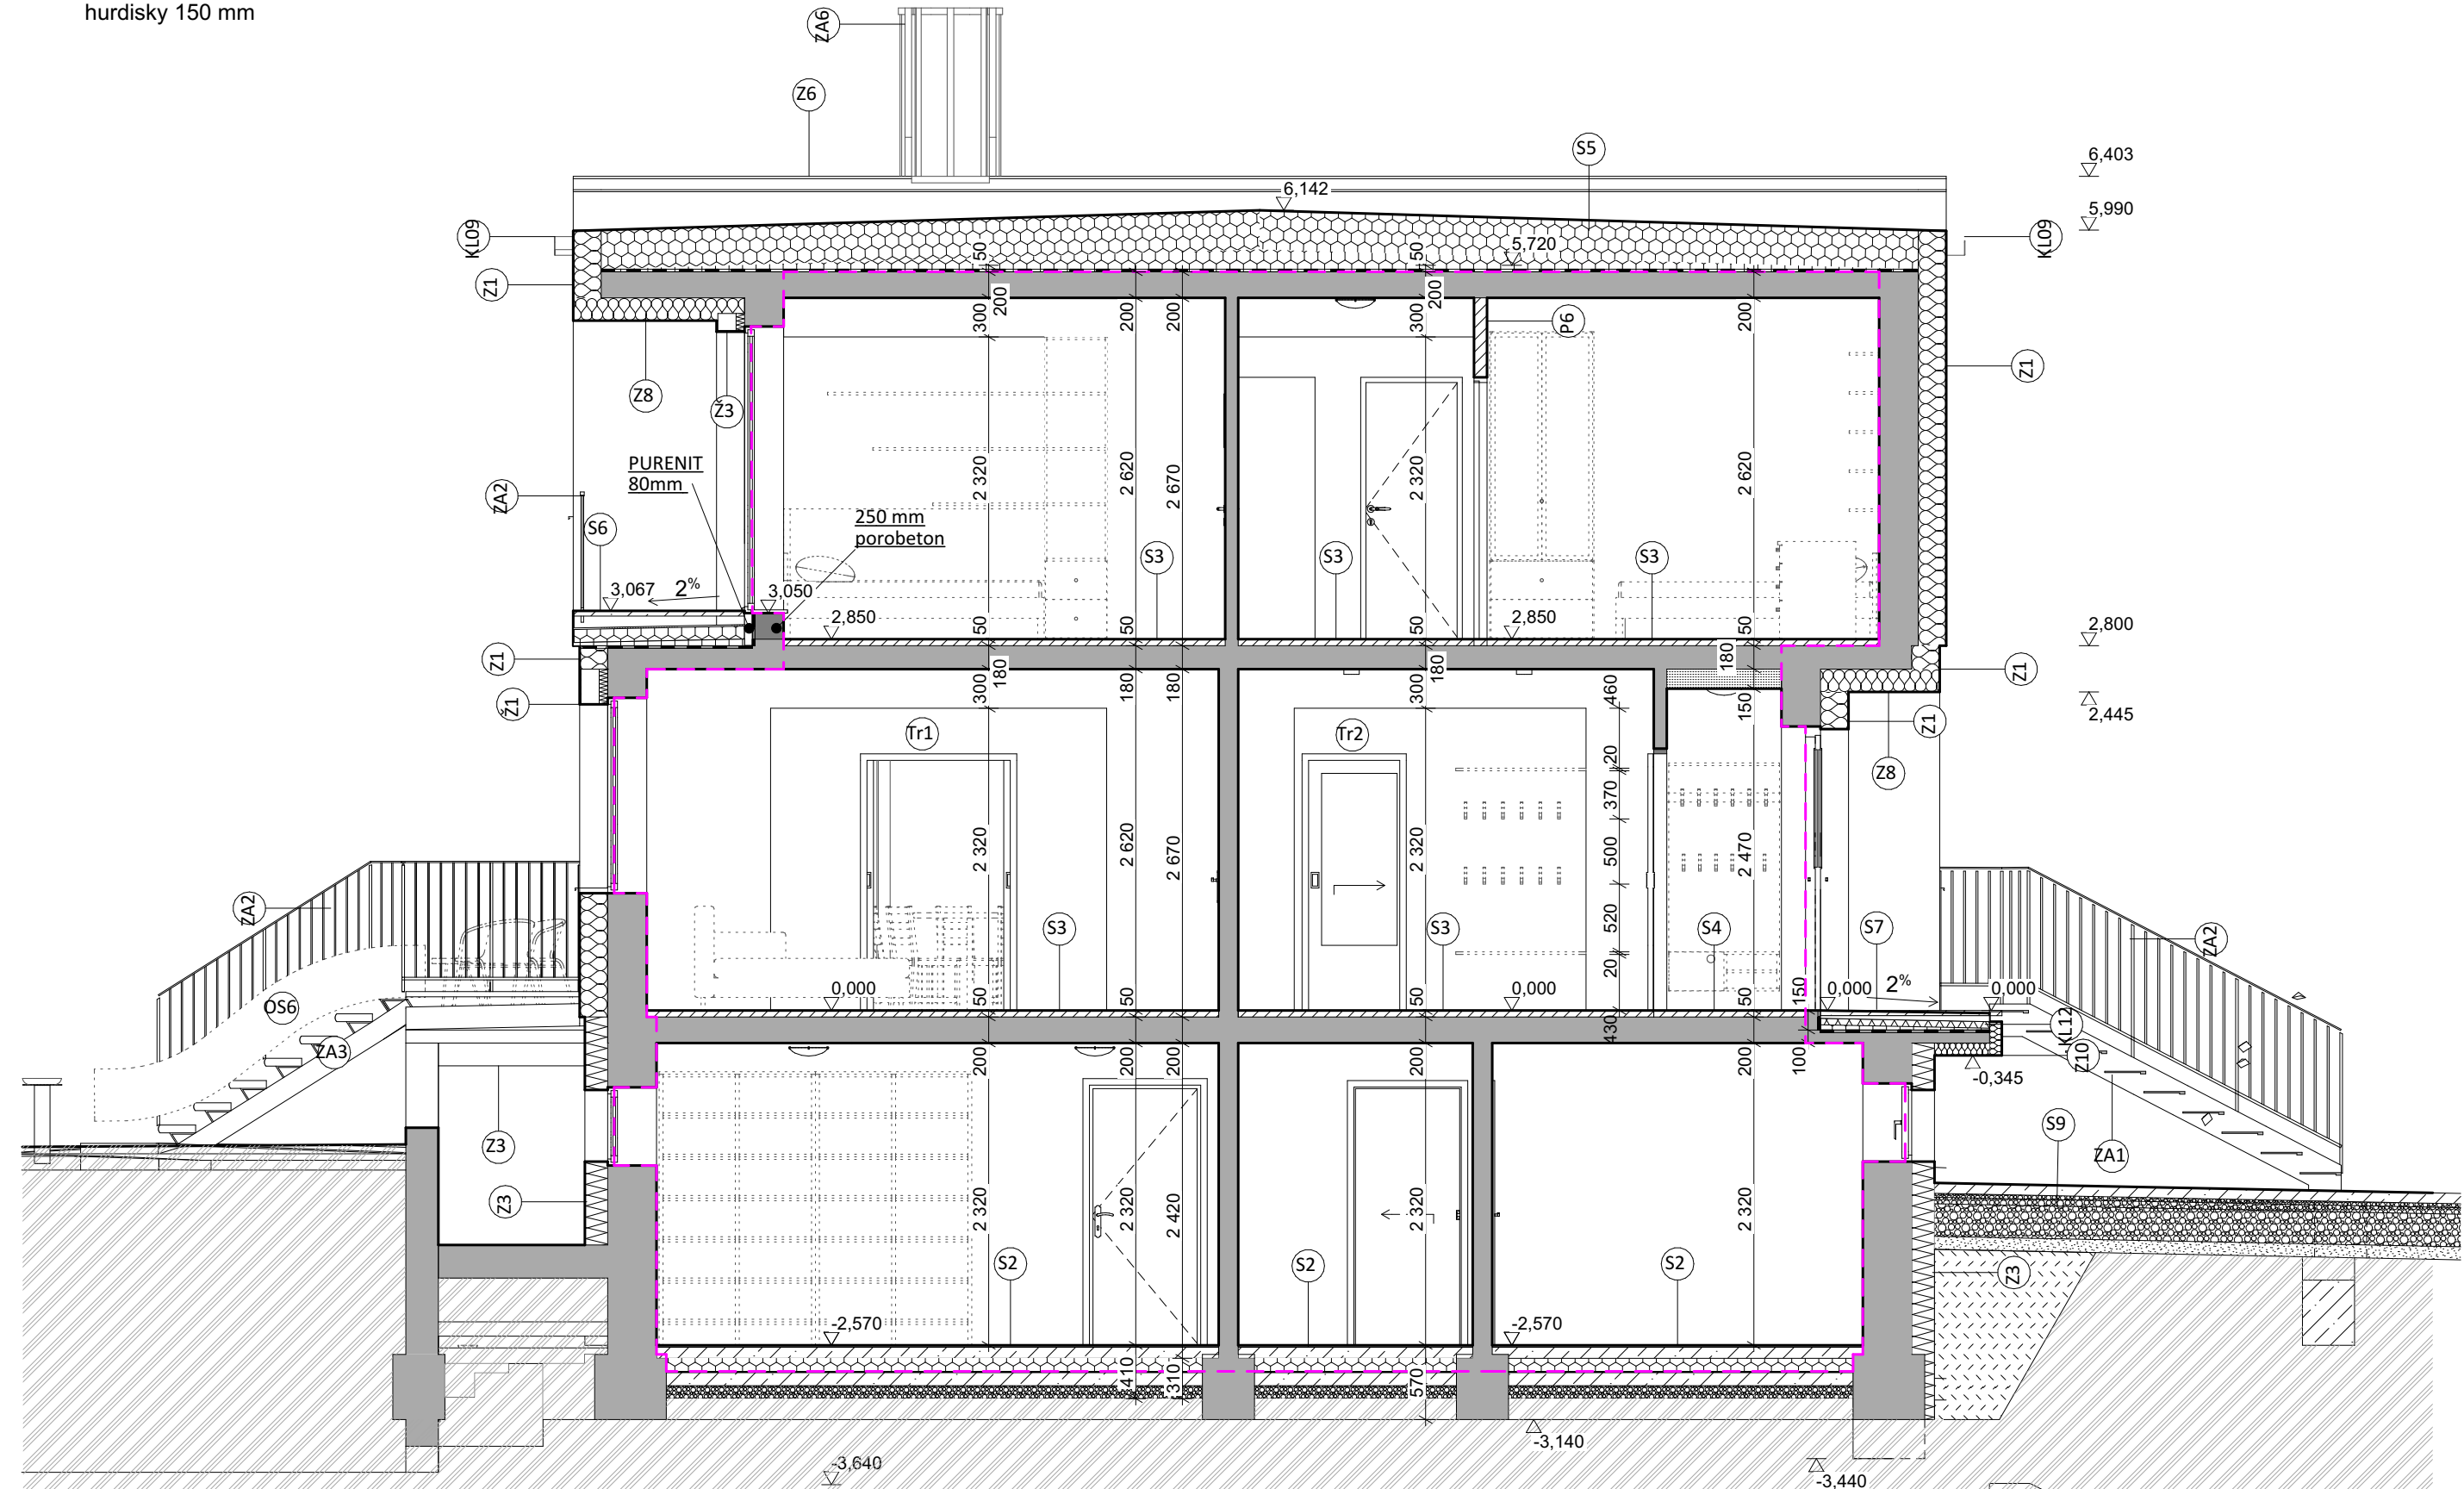 hurdisky 150 mm
ZA6
Z6
S5
6,403
6,142
5,990
KL09
KL09
50
50
5,720
Z1
200
200
300
200
200
300
200
P6
Z1
Z8
Ž3
PURENIT
80mm
2 320
2 620
2 670
2 320
2 620
ZA2
S6
250 mm
porobeton
S3
S3
S3
3,067
2%
3,050
2,850
50
50
50
2,850
50
2,800
Z1
180
180
180
180
180
Z1
300
300
460
150
Ž1
2,445
Z1
Tr1
Tr2
20
Z8
370
2 320
2 620
2 670
2 320
500
2 470
ZA2
520
S3
S3
S4
S7
ZA2
20
0,000
50
50
50
0,000
50
150
0,000
2%
0,000
OS6
430
KL12
ZA3
200
200
200
200
200
100
Z10
-0,345
Z3
S9
ZA1
Z3
2 320
2 320
2 420
2 320
2 320
S2
S2
S2
Z3
-2,570
-2,570
410
310
570
-3,140
-3,640
-3,440